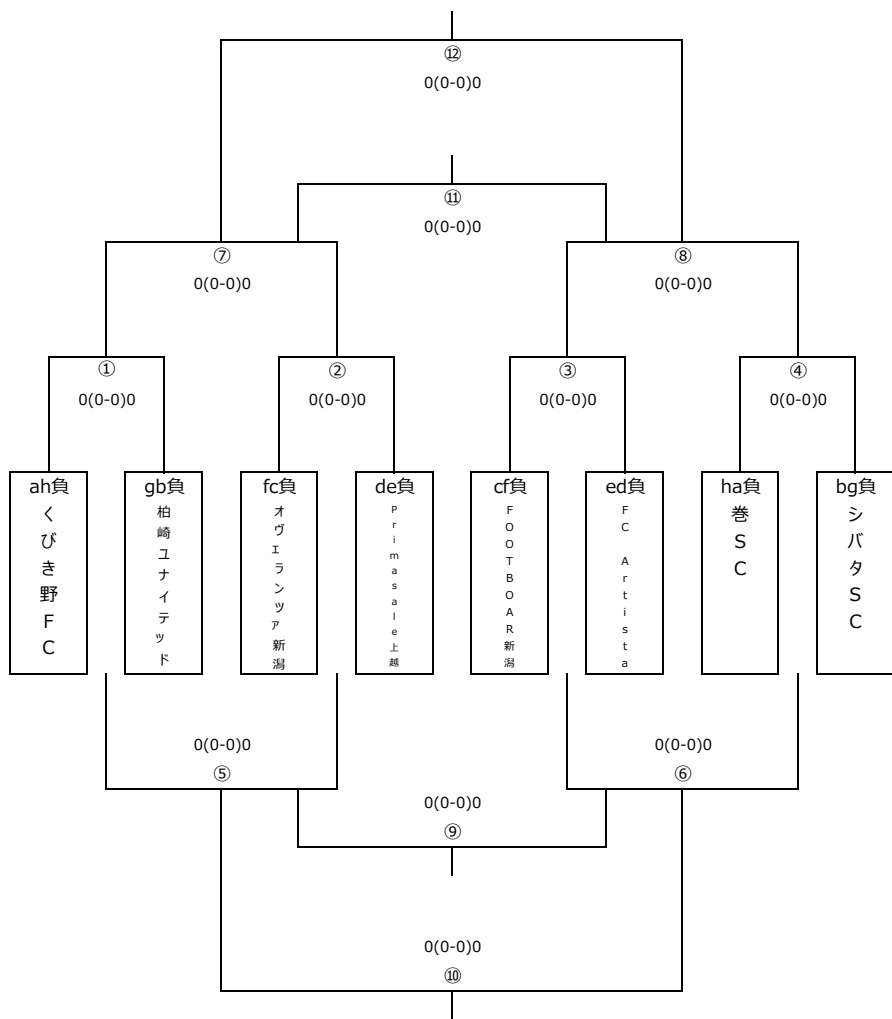 ⑫
0(0-0)0
⑪
0(0-0)0
⑦
0(0-0)0
⑧
0(0-0)0
①
0(0-0)0
②
0(0-0)0
③
0(0-0)0
④
0(0-0)0
ah負
くびき野FC
gb負
柏崎ユナイテッド
fc負
オヴェランツァ新潟
de負
Primasale上越
cf負
FOOTBOAR新潟
ed負
FC Artista
ha負
巻SC
bg負
シバタSC
0(0-0)0
⑤
0(0-0)0
⑥
0(0-0)0
⑨
0(0-0)0
⑩